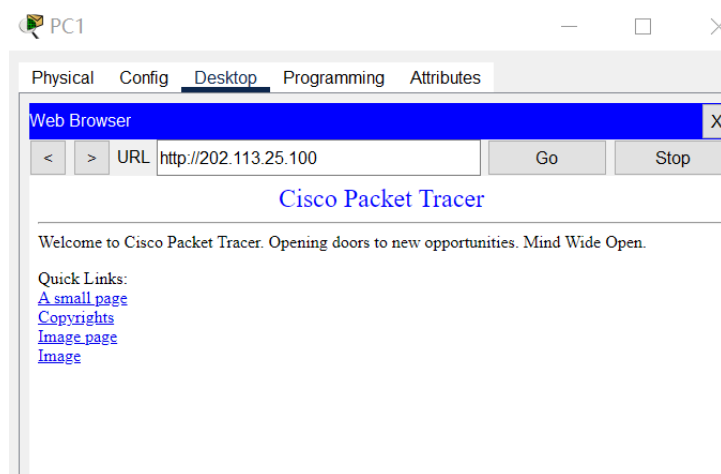 PC1
Physical Config Desktop Programming Attributes
Web Browser X
< > URL http://202.113.25.100 Go Stop
Cisco Packet Tracer
Welcome to Cisco Packet Tracer. Opening doors to new opportunities. Mind Wide Open.
Quick Links:
A small page
Copyrights
Image page
Image